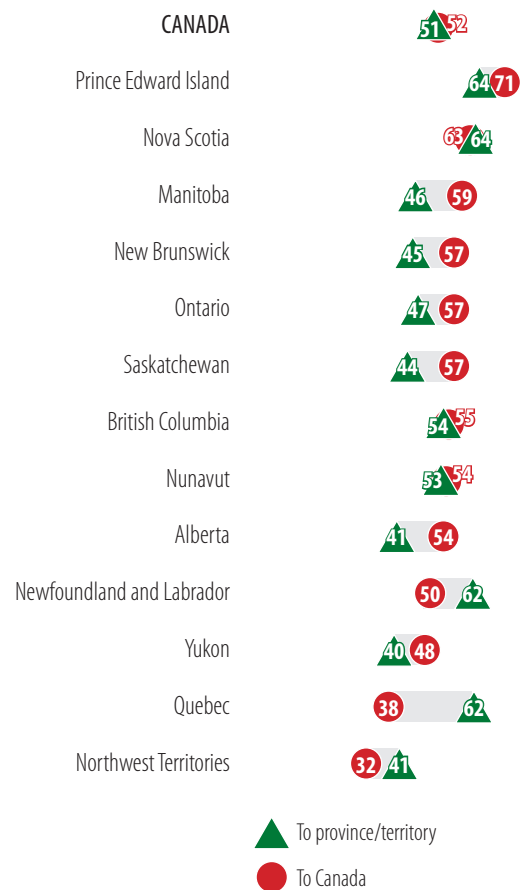 CANADA 51 52
Prince Edward Island 64 71
Nova Scotia 63 64
Manitoba 46 59
New Brunswick 45 57
Ontario 47 57
Saskatchewan 44 57
British Columbia 54 55
Nunavut 53 54
Alberta 41 54
Newfoundland and Labrador 50 62
Yukon 40 48
Quebec 38 62
Northwest Territories 32 41
To province/territory
To Canada